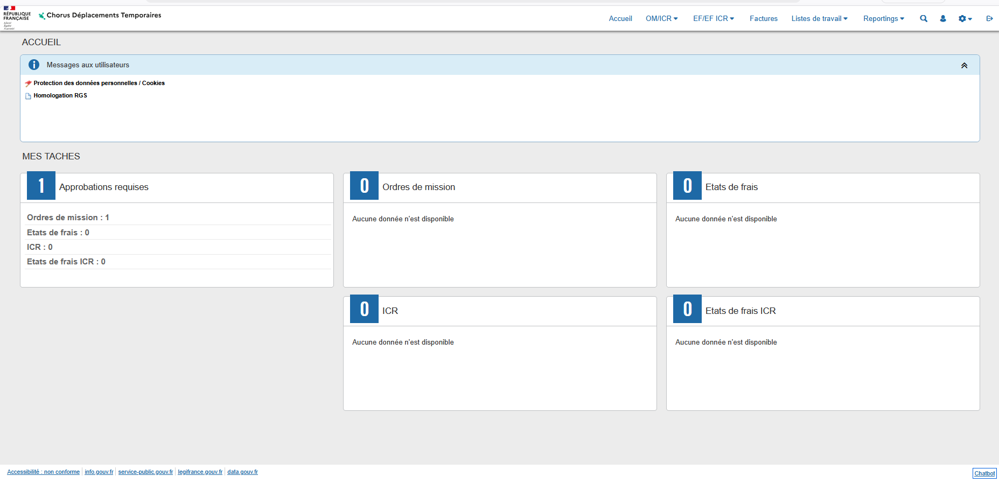 RÉPUBLIQUE
FRANÇAISE
Liberté
Égalité
Fraternité
Chorus Déplacements Temporaires
Accueil
OM/ICR
EF/EF ICR
Factures
Listes de travail
Reportings
ACCUEIL
Messages aux utilisateurs
Protection des données personnelles / Cookies
Homologation RGS
MES TACHES
1
Approbations requises
Ordres de mission : 1
Etats de frais : 0
ICR : 0
Etats de frais ICR : 0
0
Ordres de mission
Aucune donnée n'est disponible
0
Etats de frais
Aucune donnée n'est disponible
0
ICR
Aucune donnée n'est disponible
0
Etats de frais ICR
Aucune donnée n'est disponible
Accessibilité : non conforme
info.gouv.fr
service-public.gouv.fr
legifrance.gouv.fr
data.gouv.fr
Chatbot